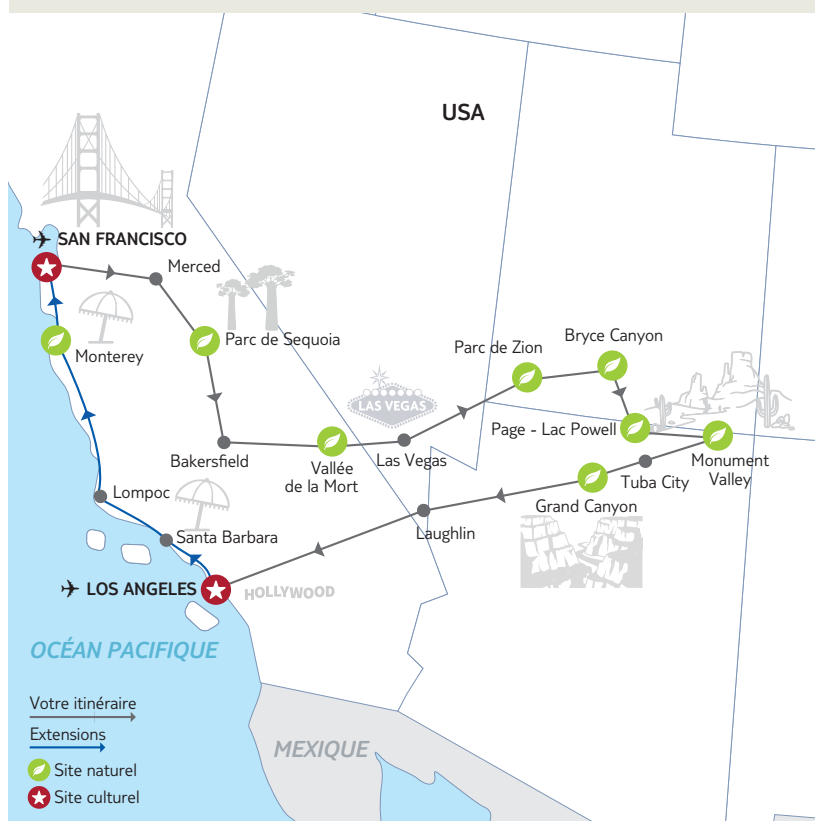 USA
SAN FRANCISCO
Merced
Monterey
Parc de Sequoia
Parc de Zion
Bryce Canyon
LAS VEGAS
Page - Lac Powell
Bakersfield
Vallée
de la Mort
Las Vegas
Monument
Valley
Tuba City
Grand Canyon
Lompoc
Santa Barbara
Laughlin
LOS ANGELES
HOLLYWOOD
OCÉAN PACIFIQUE
MEXIQUE
Votre itinéraire
Extensions
Site naturel
Site culturel